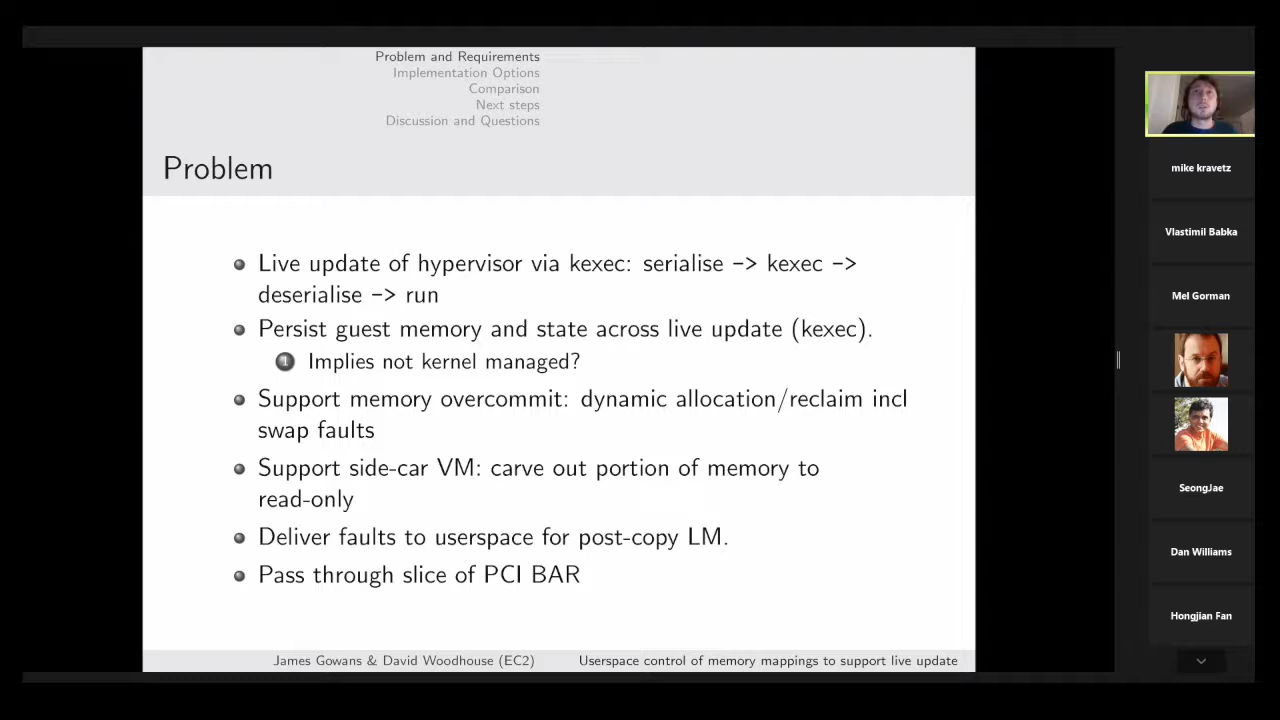 Problem and Requirements
Implementation Options
Comparison
Next steps
Discussion and Questions
Problem
Live update of hypervisor via kexec: serialise -> kexec ->
deserialise -> run
Persist guest memory and state across live update (kexec).
1 Implies not kernel managed?
Support memory overcommit: dynamic allocation/reclaim incl
swap faults
Support side-car VM: carve out portion of memory to
read-only
Deliver faults to userspace for post-copy LM.
Pass through slice of PCI BAR
James Gowans & David Woodhouse (EC2) Userspace control of memory mappings to support live update
mike kravetz
Vlastimil Babka
Mel Gorman
SeongJae
Dan Williams
Hongjian Fan